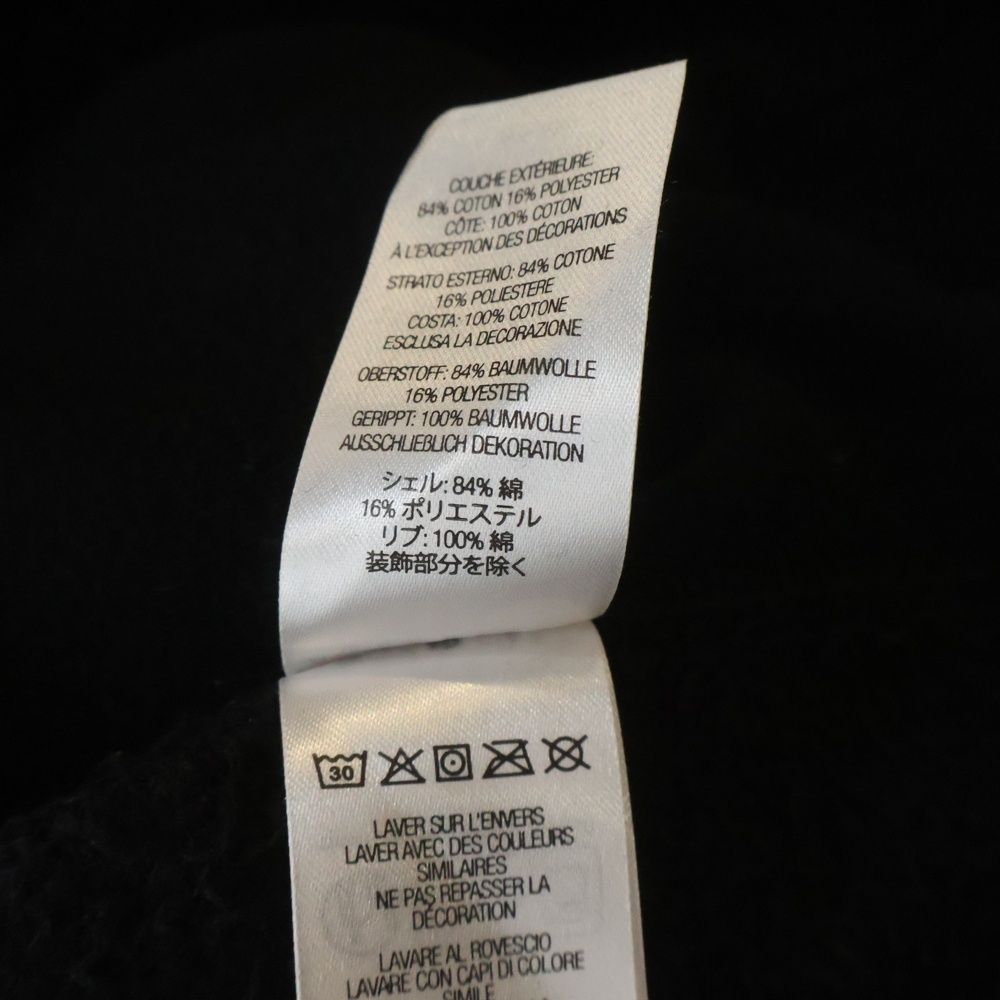 COUCHE EXTÉRIEURE:
84% COTON 16% POLYESTER
CÔTE: 100% COTON
À L'EXCEPTION DES DÉCORATIONS
STRATO ESTERNO: 84% COTONE
16% POLIESTERE
COSTA: 100% COTONE
ESCLUSA LA DECORAZIONE
OBERSTOFF: 84% BAUMWOLLE
16% POLYESTER
GERIPPT: 100% BAUMWOLLE
AUSSCHLIEBLICH DEKORATION
シェル: 84% 綿
16% ポリエステル
リブ: 100% 綿
装飾部分を除く
30
LAVER SUR L'ENVERS
LAVER AVEC DES COULEURS
SIMILAIRES
NE PAS REPASSER LA
DÉCORATION
LAVARE AL ROVESCIO
LAVARE CON CAPI DI COLORE
SIMILE